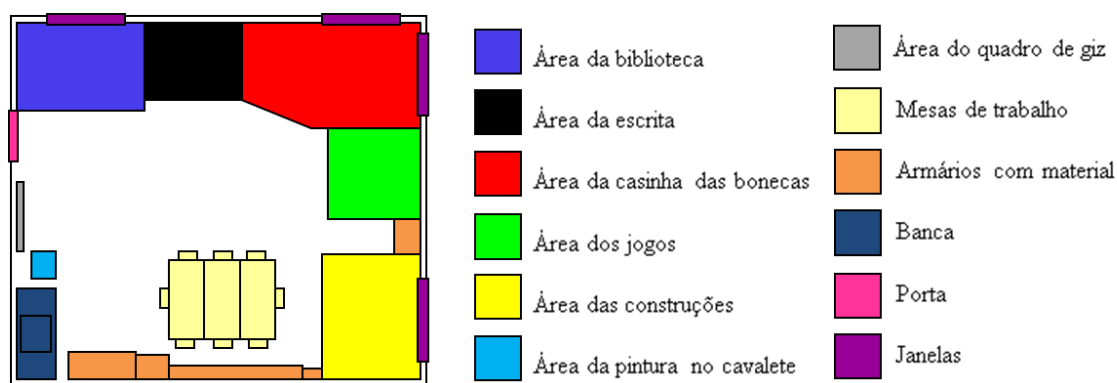 Área da biblioteca
Área da escrita
Área da casinha das bonecas
Área dos jogos
Área das construções
Área da pintura no cavalete
Área do quadro de giz
Mesas de trabalho
Armários com material
Banca
Porta
Janelas